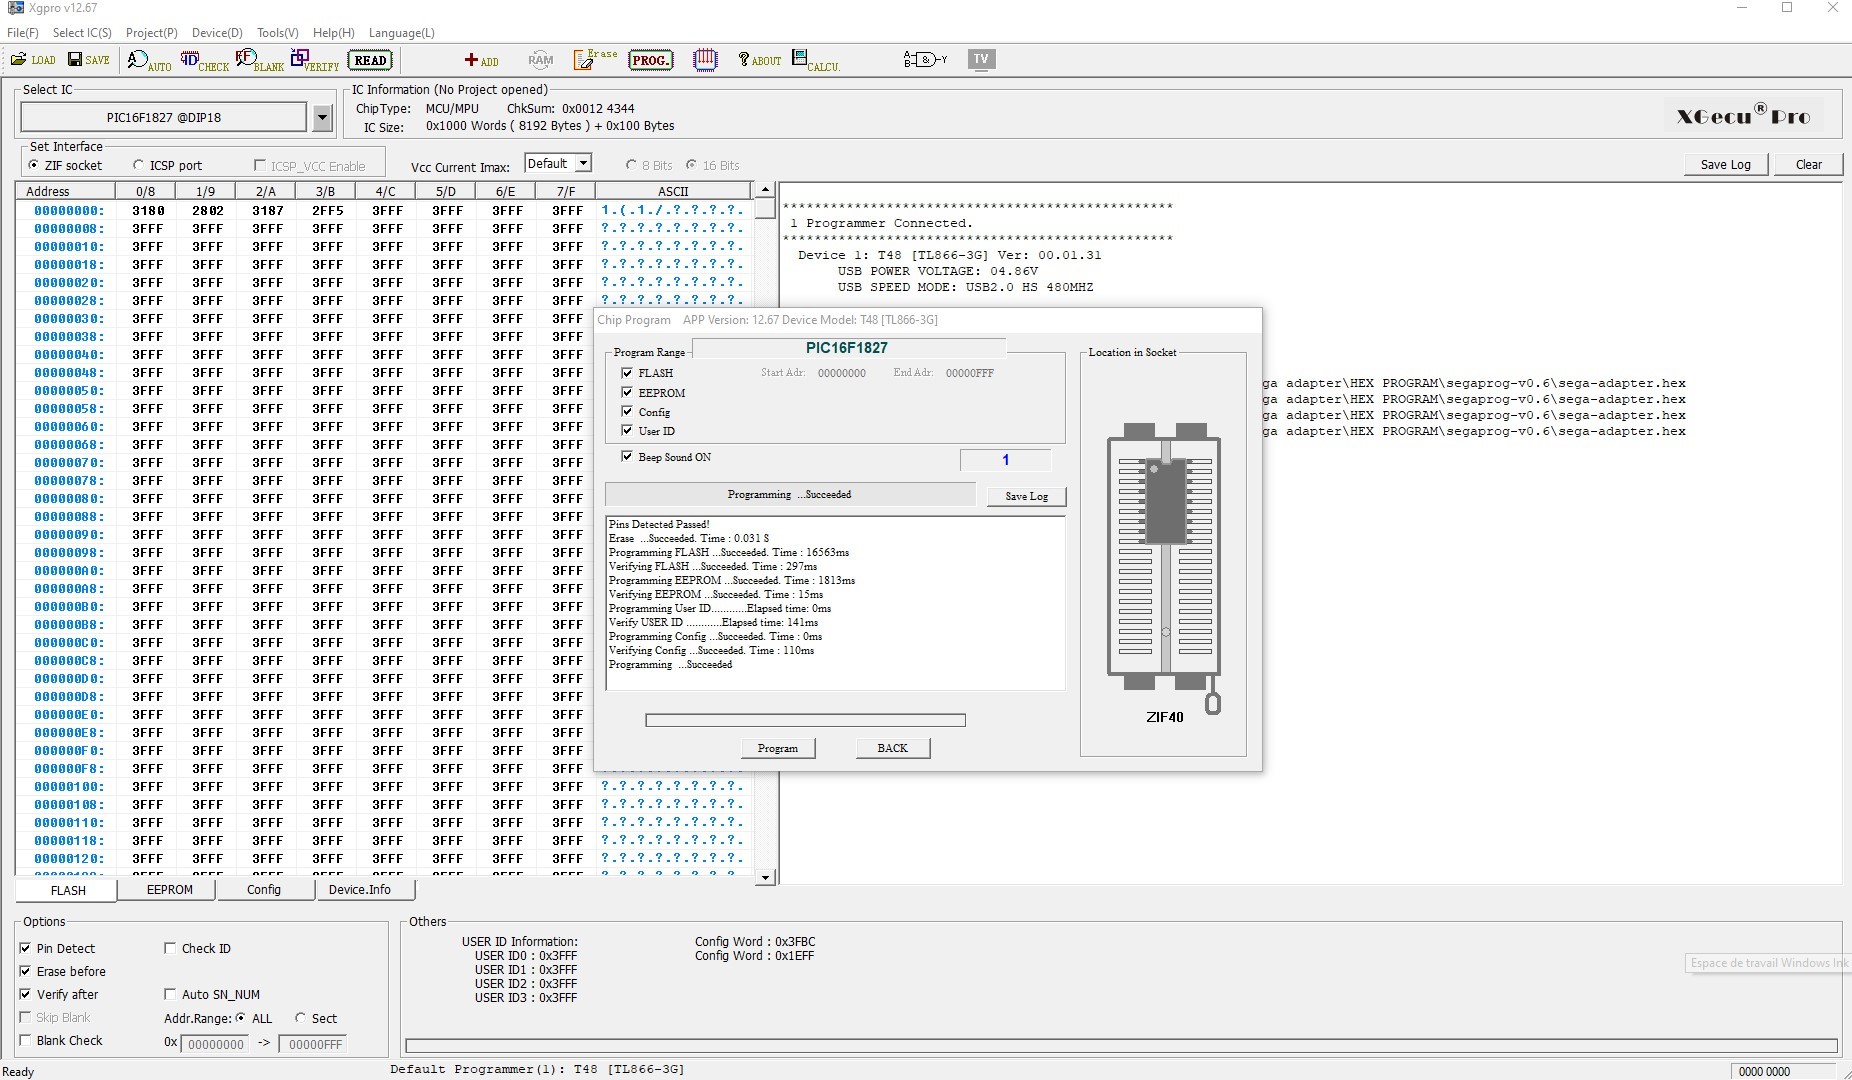 Xgpro v12.67
File(F) Select IC(S) Project(P) Device(D) Tools(V) Help(H) Language(L)
LOAD SAVE AUTO CHECK BLANK VERIFY READ ADD RAM Erase PROG. ABOUT CALCU. TV
Select IC
PIC16F1827 @DIP18
IC Information (No Project opened)
ChipType: MCU/MPU ChkSum: 0x0012 4344
IC Size: 0x1000 Words ( 8192 Bytes ) + 0x100 Bytes
XGecu® Pro
Set Interface
ZIF socket ICSP port ICSP_VCC Enable
Vcc Current Imax: Default 8 Bits 16 Bits
Save Log Clear
Address 0/8 1/9 2/A 3/B 4/C 5/D 6/E 7/F ASCII
00000000: 3180 2802 3187 2FF5 3FFF 3FFF 3FFF 3FFF 1.(.1./.?.?.?.?.
00000008: 3FFF 3FFF 3FFF 3FFF 3FFF 3FFF 3FFF 3FFF ?.?.?.?.?.?.?.?.
00000010: 3FFF 3FFF 3FFF 3FFF 3FFF 3FFF 3FFF 3FFF ?.?.?.?.?.?.?.?.
00000018: 3FFF 3FFF 3FFF 3FFF 3FFF 3FFF 3FFF 3FFF ?.?.?.?.?.?.?.?.
00000020: 3FFF 3FFF 3FFF 3FFF 3FFF 3FFF 3FFF 3FFF ?.?.?.?.?.?.?.?.
00000028: 3FFF 3FFF 3FFF 3FFF 3FFF 3FFF 3FFF 3FFF ?.?.?.?.?.?.?.?.
00000030: 3FFF 3FFF 3FFF 3FFF 3FFF 3FFF 3FFF 3FFF
00000038: 3FFF 3FFF 3FFF 3FFF 3FFF 3FFF 3FFF 3FFF
00000040: 3FFF 3FFF 3FFF 3FFF 3FFF 3FFF 3FFF 3FFF
00000048: 3FFF 3FFF 3FFF 3FFF 3FFF 3FFF 3FFF 3FFF
00000050: 3FFF 3FFF 3FFF 3FFF 3FFF 3FFF 3FFF 3FFF
00000058: 3FFF 3FFF 3FFF 3FFF 3FFF 3FFF 3FFF 3FFF
00000060: 3FFF 3FFF 3FFF 3FFF 3FFF 3FFF 3FFF 3FFF
00000068: 3FFF 3FFF 3FFF 3FFF 3FFF 3FFF 3FFF 3FFF
00000070: 3FFF 3FFF 3FFF 3FFF 3FFF 3FFF 3FFF 3FFF
00000078: 3FFF 3FFF 3FFF 3FFF 3FFF 3FFF 3FFF 3FFF
00000080: 3FFF 3FFF 3FFF 3FFF 3FFF 3FFF 3FFF 3FFF
00000088: 3FFF 3FFF 3FFF 3FFF 3FFF 3FFF 3FFF 3FFF
00000090: 3FFF 3FFF 3FFF 3FFF 3FFF 3FFF 3FFF 3FFF
00000098: 3FFF 3FFF 3FFF 3FFF 3FFF 3FFF 3FFF 3FFF
000000A0: 3FFF 3FFF 3FFF 3FFF 3FFF 3FFF 3FFF 3FFF
000000A8: 3FFF 3FFF 3FFF 3FFF 3FFF 3FFF 3FFF 3FFF
000000B0: 3FFF 3FFF 3FFF 3FFF 3FFF 3FFF 3FFF 3FFF
000000B8: 3FFF 3FFF 3FFF 3FFF 3FFF 3FFF 3FFF 3FFF
000000C0: 3FFF 3FFF 3FFF 3FFF 3FFF 3FFF 3FFF 3FFF
000000C8: 3FFF 3FFF 3FFF 3FFF 3FFF 3FFF 3FFF 3FFF
000000D0: 3FFF 3FFF 3FFF 3FFF 3FFF 3FFF 3FFF 3FFF
000000D8: 3FFF 3FFF 3FFF 3FFF 3FFF 3FFF 3FFF 3FFF
000000E0: 3FFF 3FFF 3FFF 3FFF 3FFF 3FFF 3FFF 3FFF
000000E8: 3FFF 3FFF 3FFF 3FFF 3FFF 3FFF 3FFF 3FFF
000000F0: 3FFF 3FFF 3FFF 3FFF 3FFF 3FFF 3FFF 3FFF
000000F8: 3FFF 3FFF 3FFF 3FFF 3FFF 3FFF 3FFF 3FFF
00000100: 3FFF 3FFF 3FFF 3FFF 3FFF 3FFF 3FFF 3FFF ?.?.?.?.?.?.?.?.
00000108: 3FFF 3FFF 3FFF 3FFF 3FFF 3FFF 3FFF 3FFF ?.?.?.?.?.?.?.?.
00000110: 3FFF 3FFF 3FFF 3FFF 3FFF 3FFF 3FFF 3FFF ?.?.?.?.?.?.?.?.
00000118: 3FFF 3FFF 3FFF 3FFF 3FFF 3FFF 3FFF 3FFF ?.?.?.?.?.?.?.?.
00000120: 3FFF 3FFF 3FFF 3FFF 3FFF 3FFF 3FFF 3FFF ?.?.?.?.?.?.?.?.
*************************************************
1 Programmer Connected.
*************************************************
Device 1: T48 [TL866-3G] Ver: 00.01.31
USB POWER VOLTAGE: 04.86V
USB SPEED MODE: USB2.0 HS 480MHZ
ga adapter\HEX PROGRAM\segaprog-v0.6\sega-adapter.hex
ga adapter\HEX PROGRAM\segaprog-v0.6\sega-adapter.hex
ga adapter\HEX PROGRAM\segaprog-v0.6\sega-adapter.hex
ga adapter\HEX PROGRAM\segaprog-v0.6\sega-adapter.hex
Chip Program APP Version: 12.67 Device Model: T48 [TL866-3G]
Program Range PIC16F1827
FLASH Start Adr: 00000000 End Adr: 00000FFF
EEPROM
Config
User ID
Beep Sound ON 1
Programming ...Succeeded Save Log
Pins Detected Passed!
Erase ...Succeeded. Time : 0.031 S
Programming FLASH ...Succeeded. Time : 16563ms
Verifying FLASH ...Succeeded. Time : 297ms
Programming EEPROM ...Succeeded. Time : 1813ms
Verifying EEPROM ...Succeeded. Time : 15ms
Programming User ID............Elapsed time: 0ms
Verify USER ID ............Elapsed time: 141ms
Programming Config ...Succeeded. Time : 0ms
Verifying Config ...Succeeded. Time : 110ms
Programming ...Succeeded
Program BACK
Location in Socket
ZIF40
FLASH EEPROM Config Device.Info
Options
Pin Detect Check ID
Erase before
Verify after Auto SN_NUM
Skip Blank Addr.Range: ALL Sect
Blank Check 0x 00000000 -> 00000FFF
Others
USER ID Information: Config Word : 0x3FBC
USER ID0 : 0x3FFF Config Word : 0x1EFF
USER ID1 : 0x3FFF
USER ID2 : 0x3FFF
USER ID3 : 0x3FFF
Espace de travail Windows Ink
Ready Default Programmer(1): T48 [TL866-3G] 0000 0000